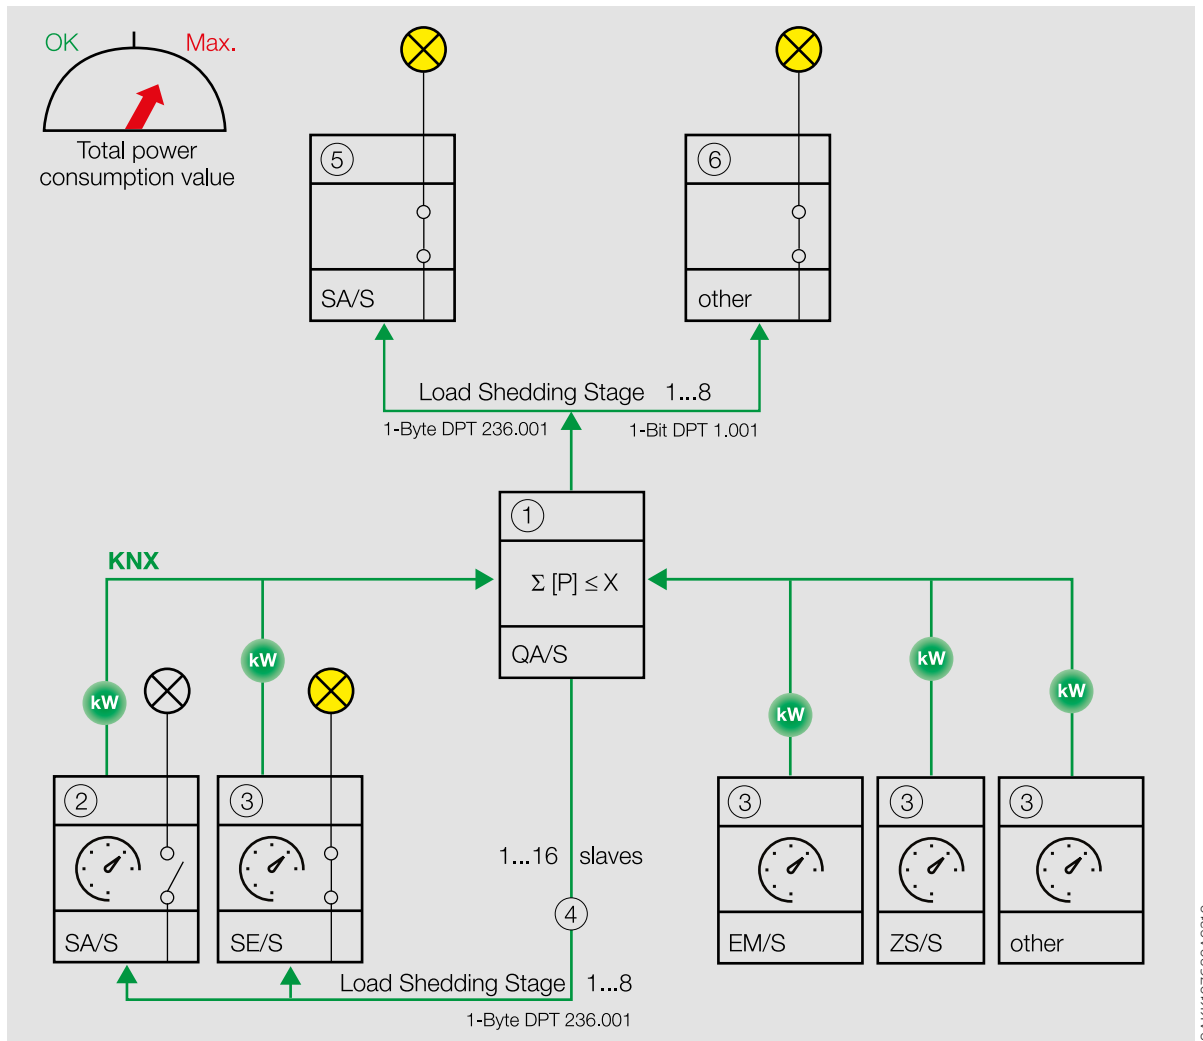 OK
Max.
Total power
consumption value
5
SA/S
6
other
Load Shedding Stage 1...8
1-Byte DPT 236.001
1-Bit DPT 1.001
1
Σ [P] ≤ X
QA/S
KNX
kW
kW
kW
kW
kW
2
SA/S
3
SE/S
1...16 slaves
4
Load Shedding Stage 1...8
1-Byte DPT 236.001
3
EM/S
3
ZS/S
3
other